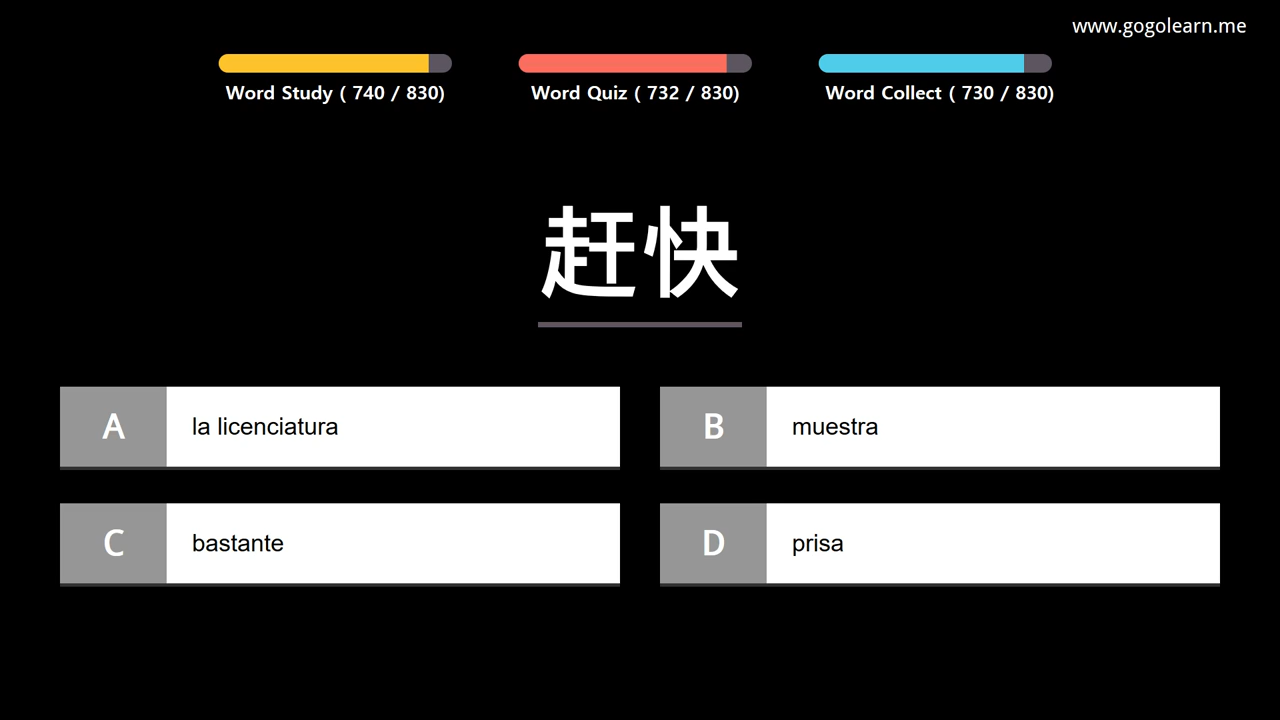 www.gogolearn.me
Word Study ( 740 / 830)
Word Quiz ( 732 / 830)
Word Collect ( 730 / 830)
赶快
A la licenciatura
B muestra
C bastante
D prisa